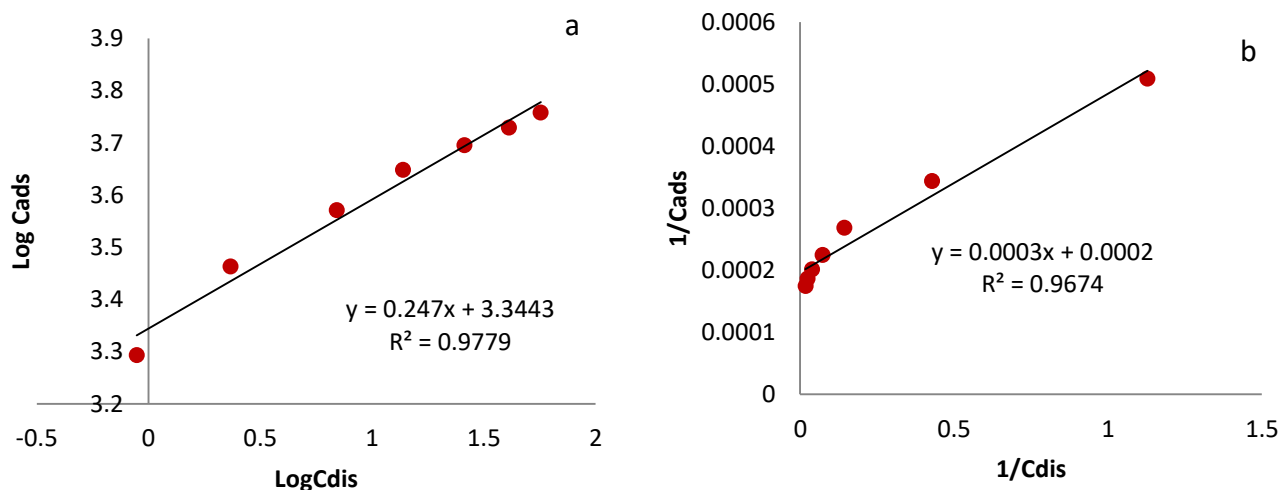 a
3.9
3.8
3.7
3.6
3.5
3.4
3.3
3.2
Log Cads
y = 0.247x + 3.3443
R² = 0.9779
-0.5 0 0.5 1 1.5 2
LogCdis
b
0.0006
0.0005
0.0004
0.0003
0.0002
0.0001
0
1/Cads
y = 0.0003x + 0.0002
R² = 0.9674
0 0.5 1 1.5
1/Cdis